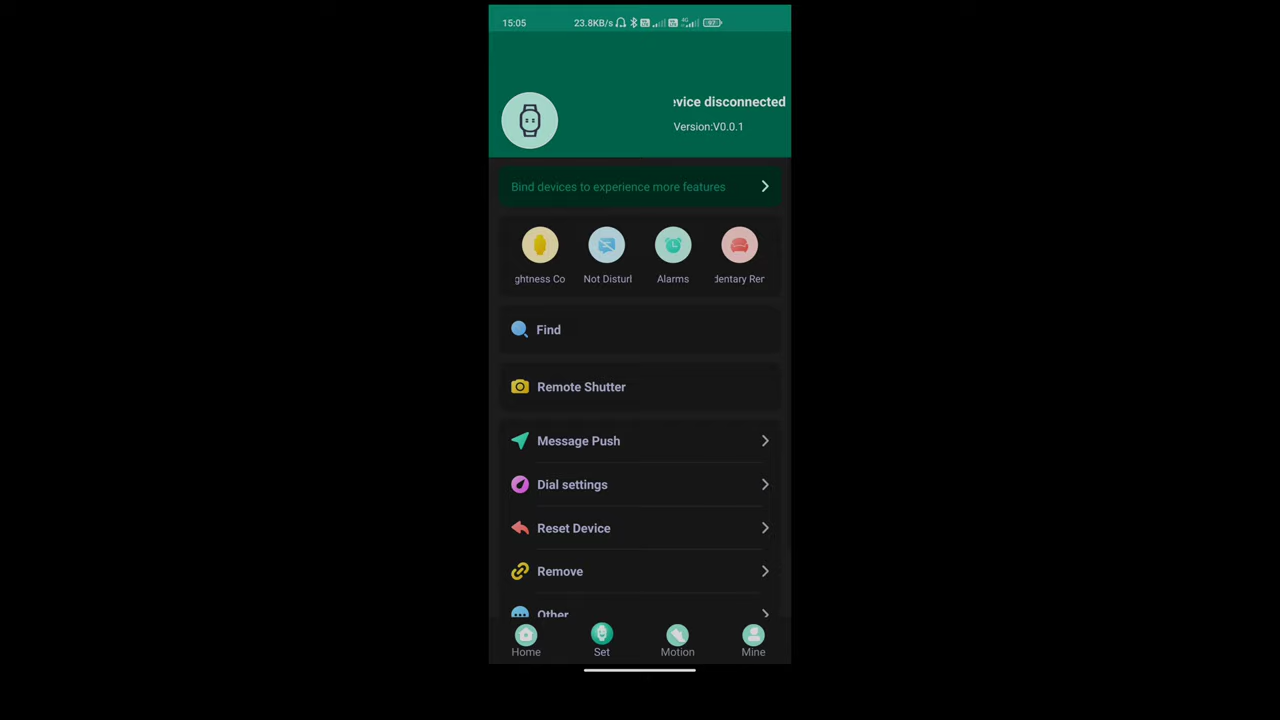 15:05 23.8KB/s 4G 97
evice disconnected
Version:V0.0.1
Bind devices to experience more features
ghtness Co Not Disturl Alarms dentary Rer
Find
Remote Shutter
Message Push
Dial settings
Reset Device
Remove
Other
Home Set Motion Mine